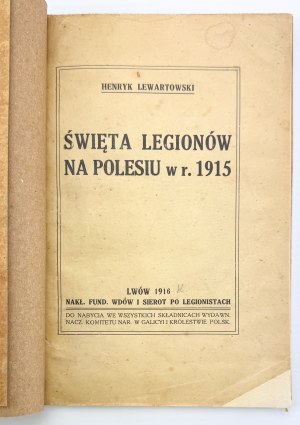 HENRYK LEWARTOWSKI
ŚWIĘTA LEGIONÓW
NA POLESIU w r. 1915
LWÓW 1916
NAKŁ. FUND. WDÓW I SIEROT PO LEGIONISTACH
DO NABYCIA WE WSZYSTKICH SKŁADNICACH WYDAWN.
NACZ. KOMITETU NAR. W GALICYI I KRÓLESTWIE POLSK.